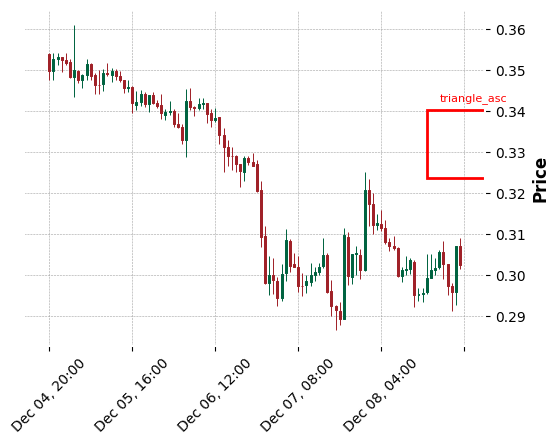 0.36
0.35
triangle_asc
0.34
0.33
0.32
0.31
0.30
0.29
Price
Dec 04, 20:00
Dec 05, 16:00
Dec 06, 12:00
Dec 07, 08:00
Dec 08, 04:00